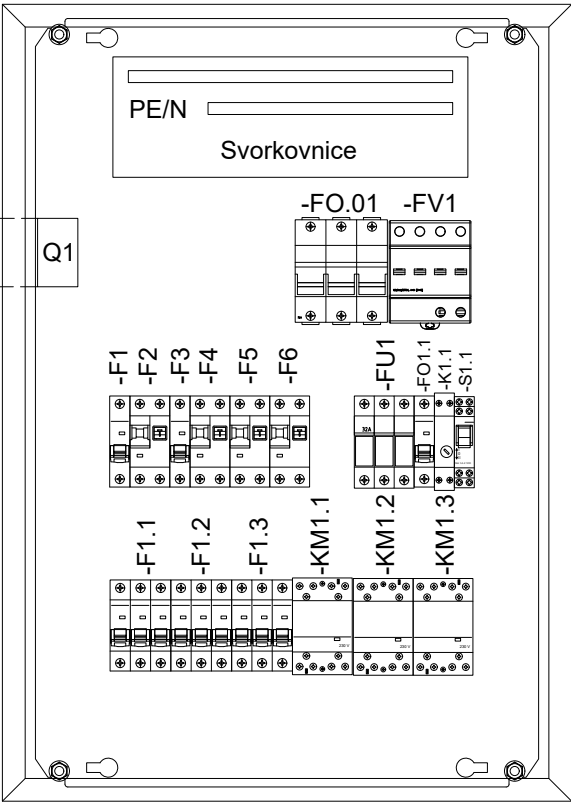 PE/N
Svorkovnice
-FO.01 -FV1
Q1
-F1 -F2 -F3 -F4 -F5 -F6 -FU1 -FO1.1 -K1.1 -S1.1
32A
-F1.1 -F1.2 -F1.3 -KM1.1 -KM1.2 -KM1.3
230 V 230 V 230 V